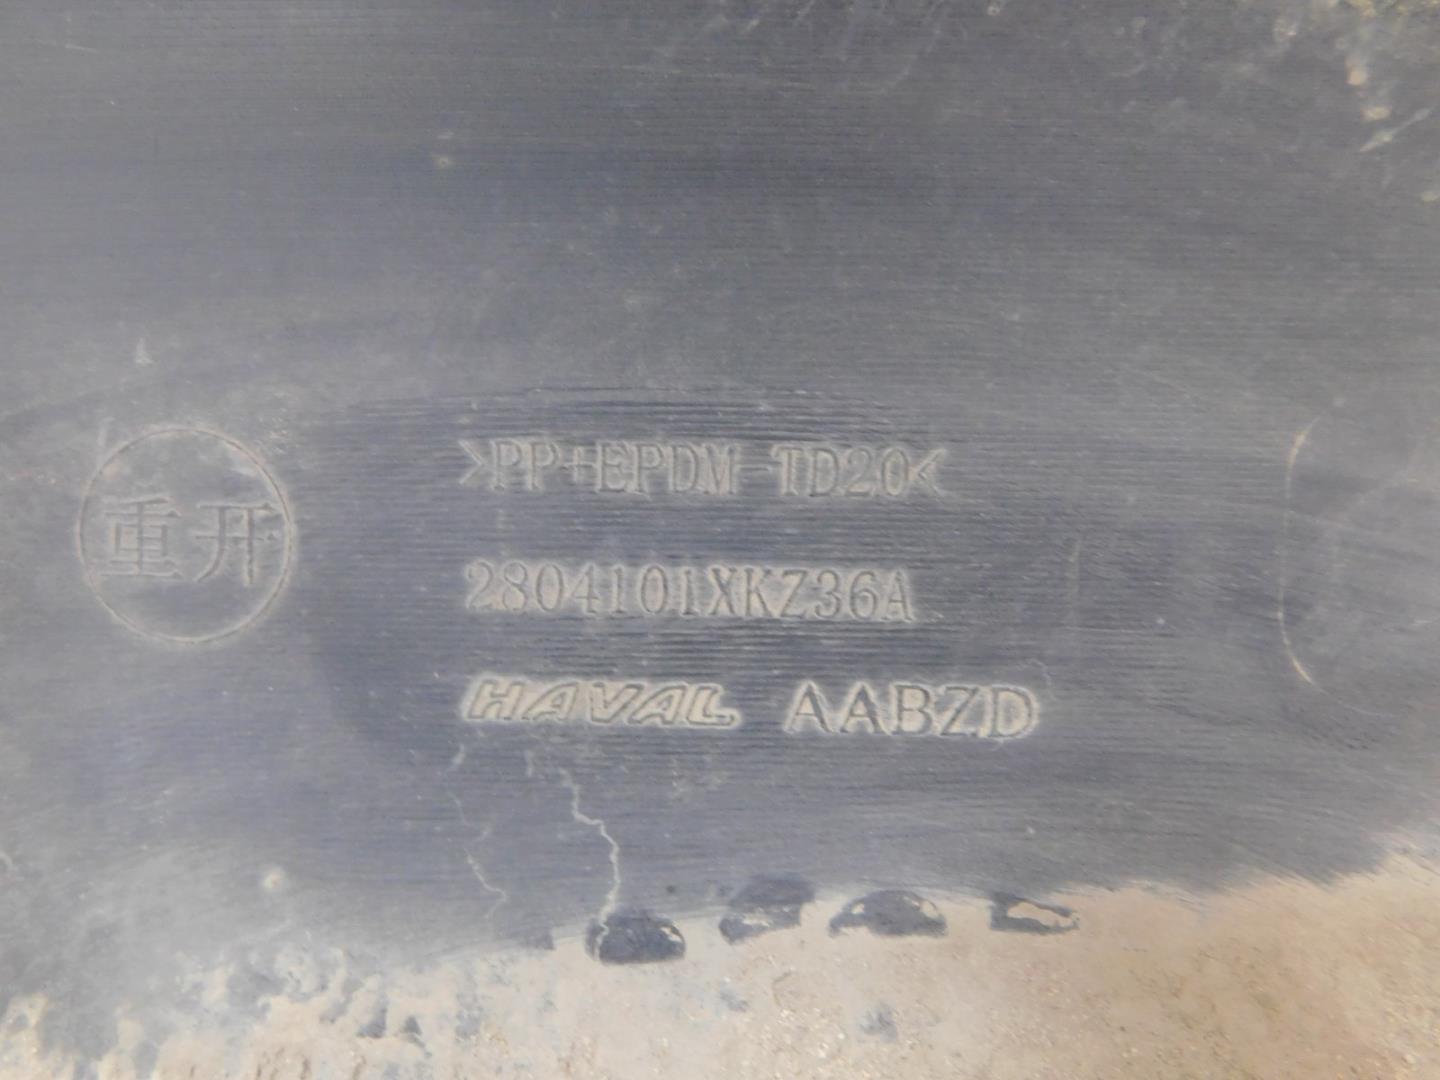 重开
>PP+EPDM-TD20<
2804101XKZ36A
HAVAL AABZD